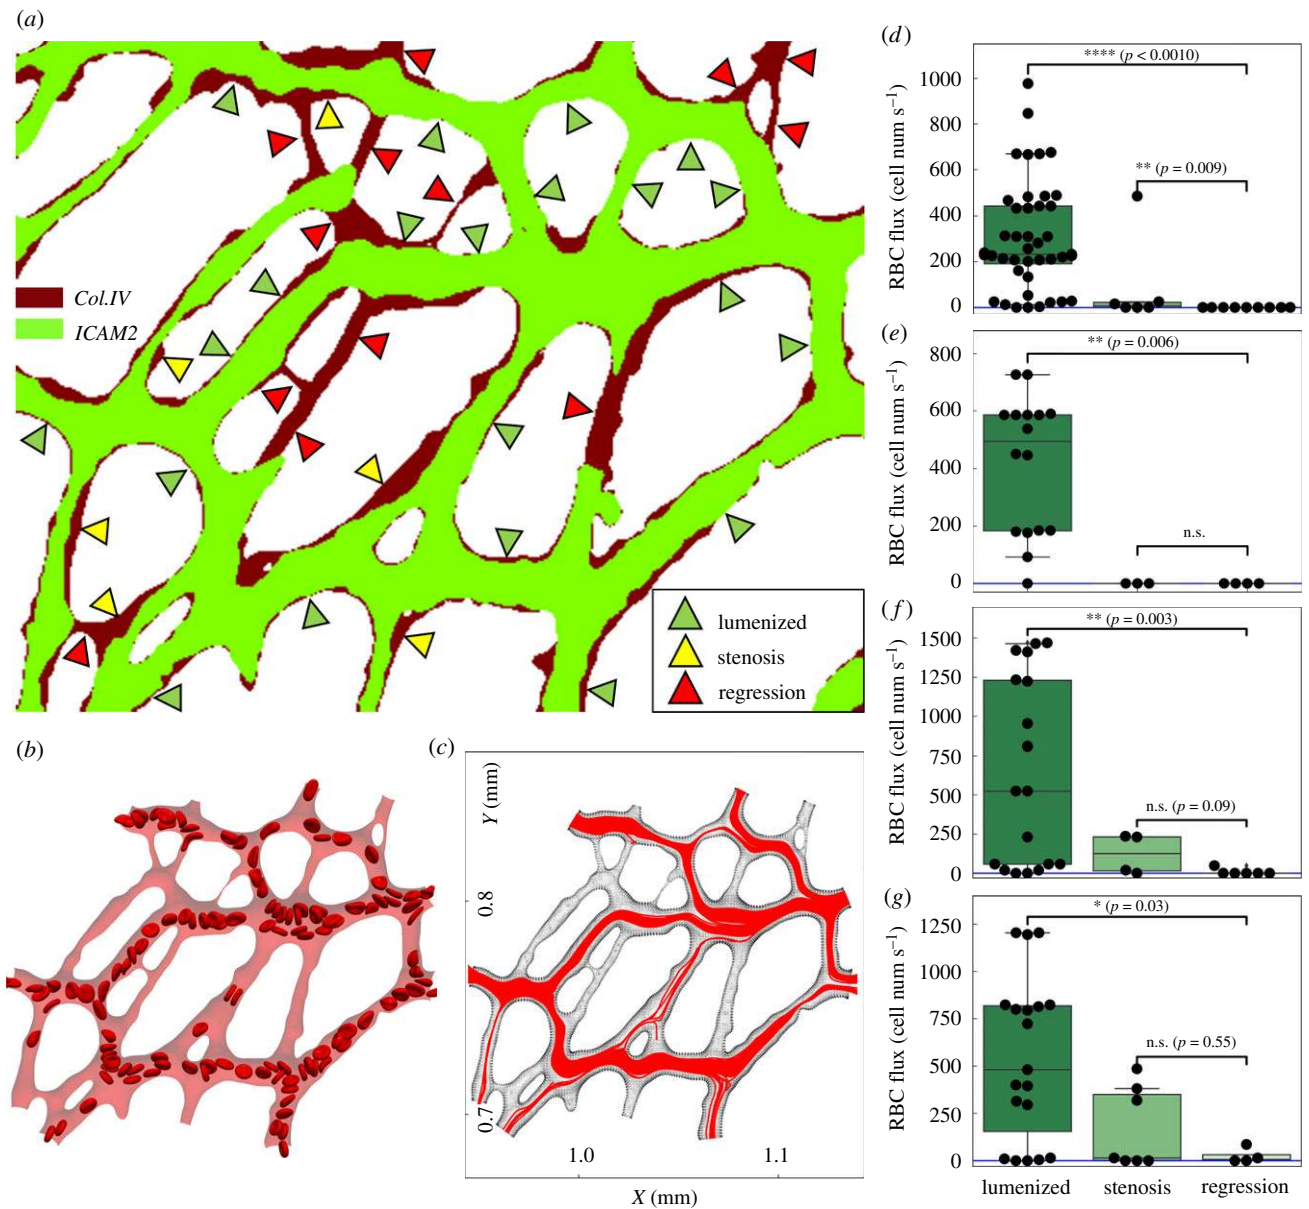 (a)
Col.IV
ICAM2
lumenized
stenosis
regression
(b)
(c)
Y (mm)
0.8
0.7
1.0
1.1
X (mm)
(d)
RBC flux (cell num s⁻¹)
1000
800
600
400
200
0
**** (p < 0.0010)
** (p = 0.009)
(e)
RBC flux (cell num s⁻¹)
800
600
400
200
0
** (p = 0.006)
n.s.
(f)
RBC flux (cell num s⁻¹)
1500
1250
1000
750
500
250
0
** (p = 0.003)
n.s. (p = 0.09)
(g)
RBC flux (cell num s⁻¹)
1250
1000
750
500
250
0
* (p = 0.03)
n.s. (p = 0.55)
lumenized
stenosis
regression